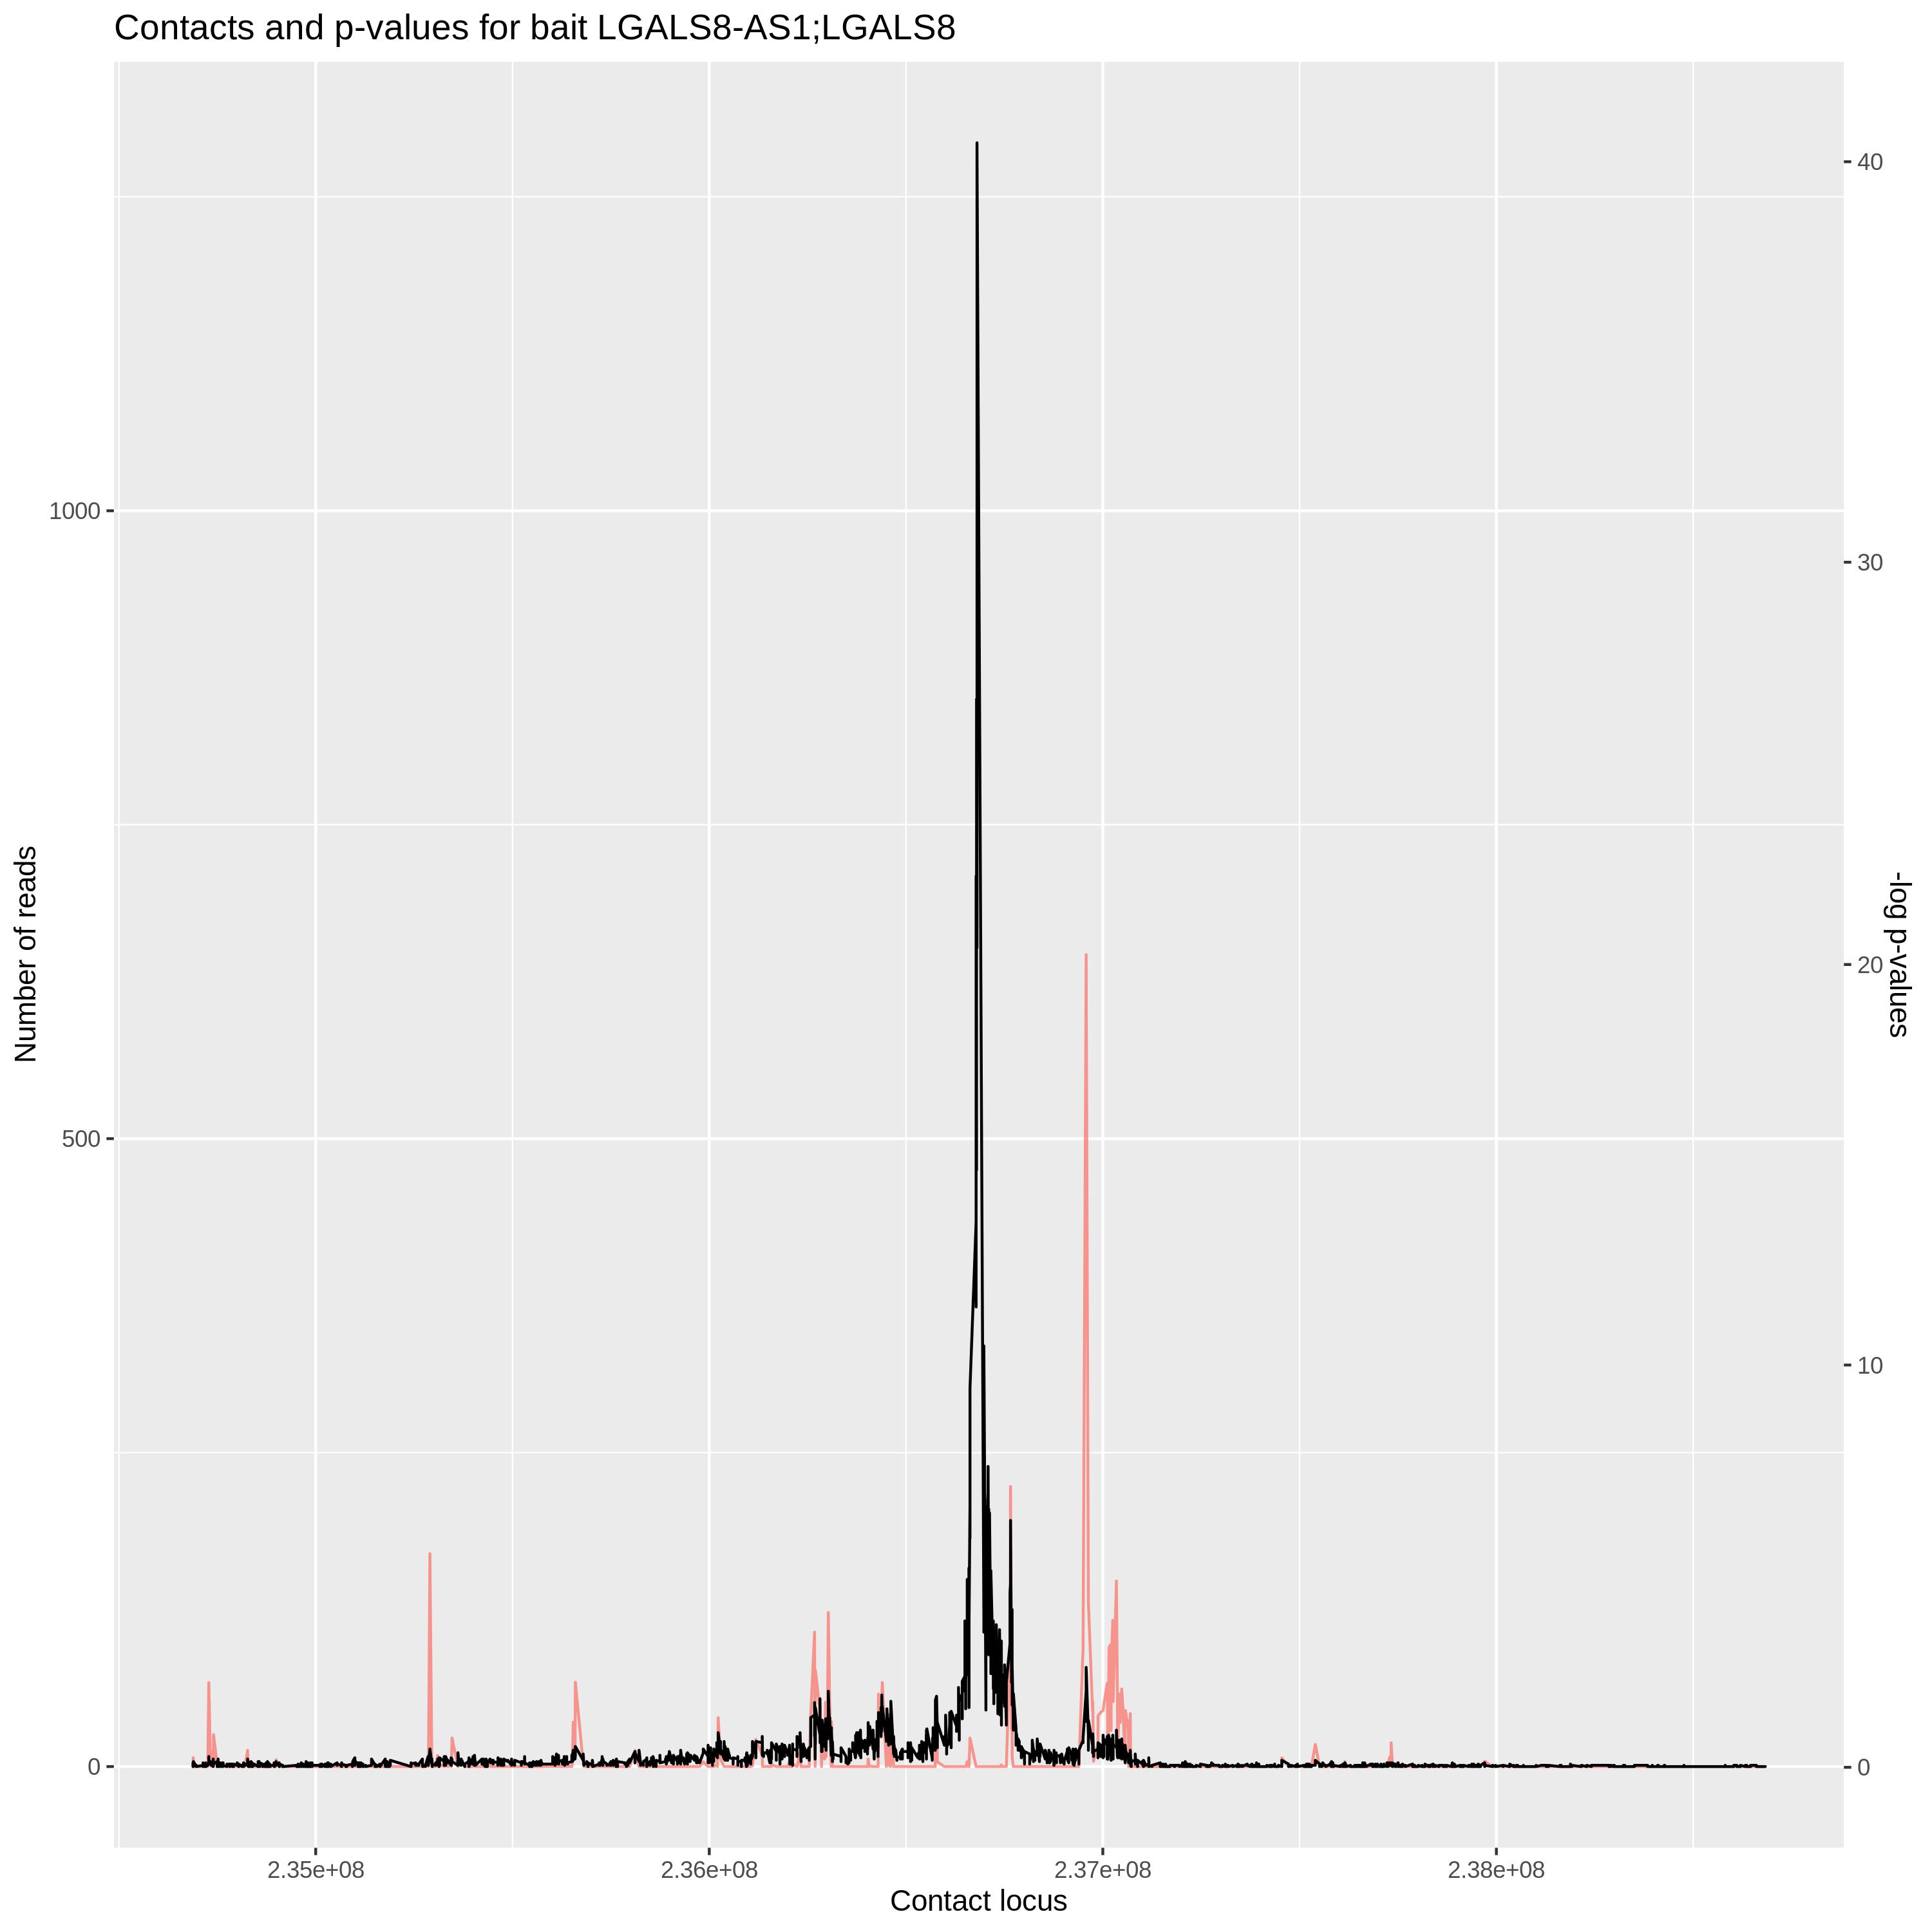 Contacts and p-values for bait LGALS8-AS1;LGALS8
Number of reads
1000
500
0
40
30
20
10
0
-log p-values
2.35e+08
2.36e+08
2.37e+08
2.38e+08
Contact locus